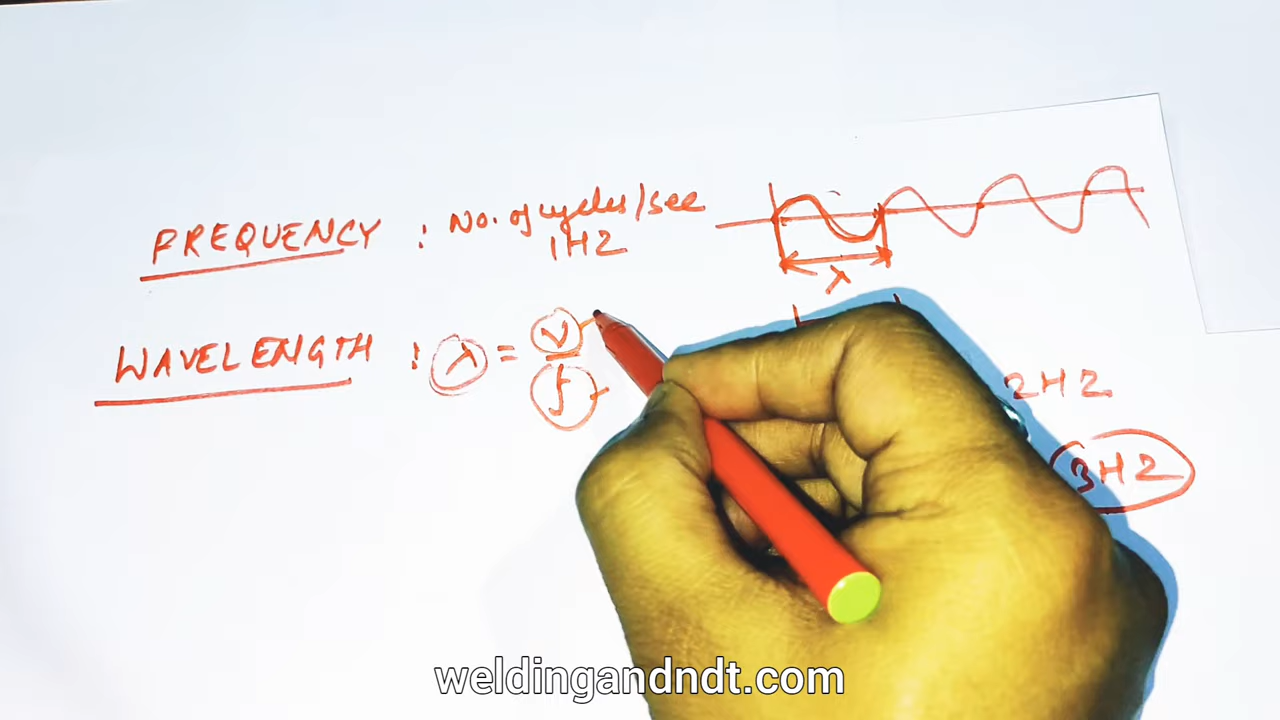 FREQUENCY : No. of cycles/sec
1HZ
λ
WAVELENGTH : λ = v
f
2HZ
3HZ
weldingandndt.com